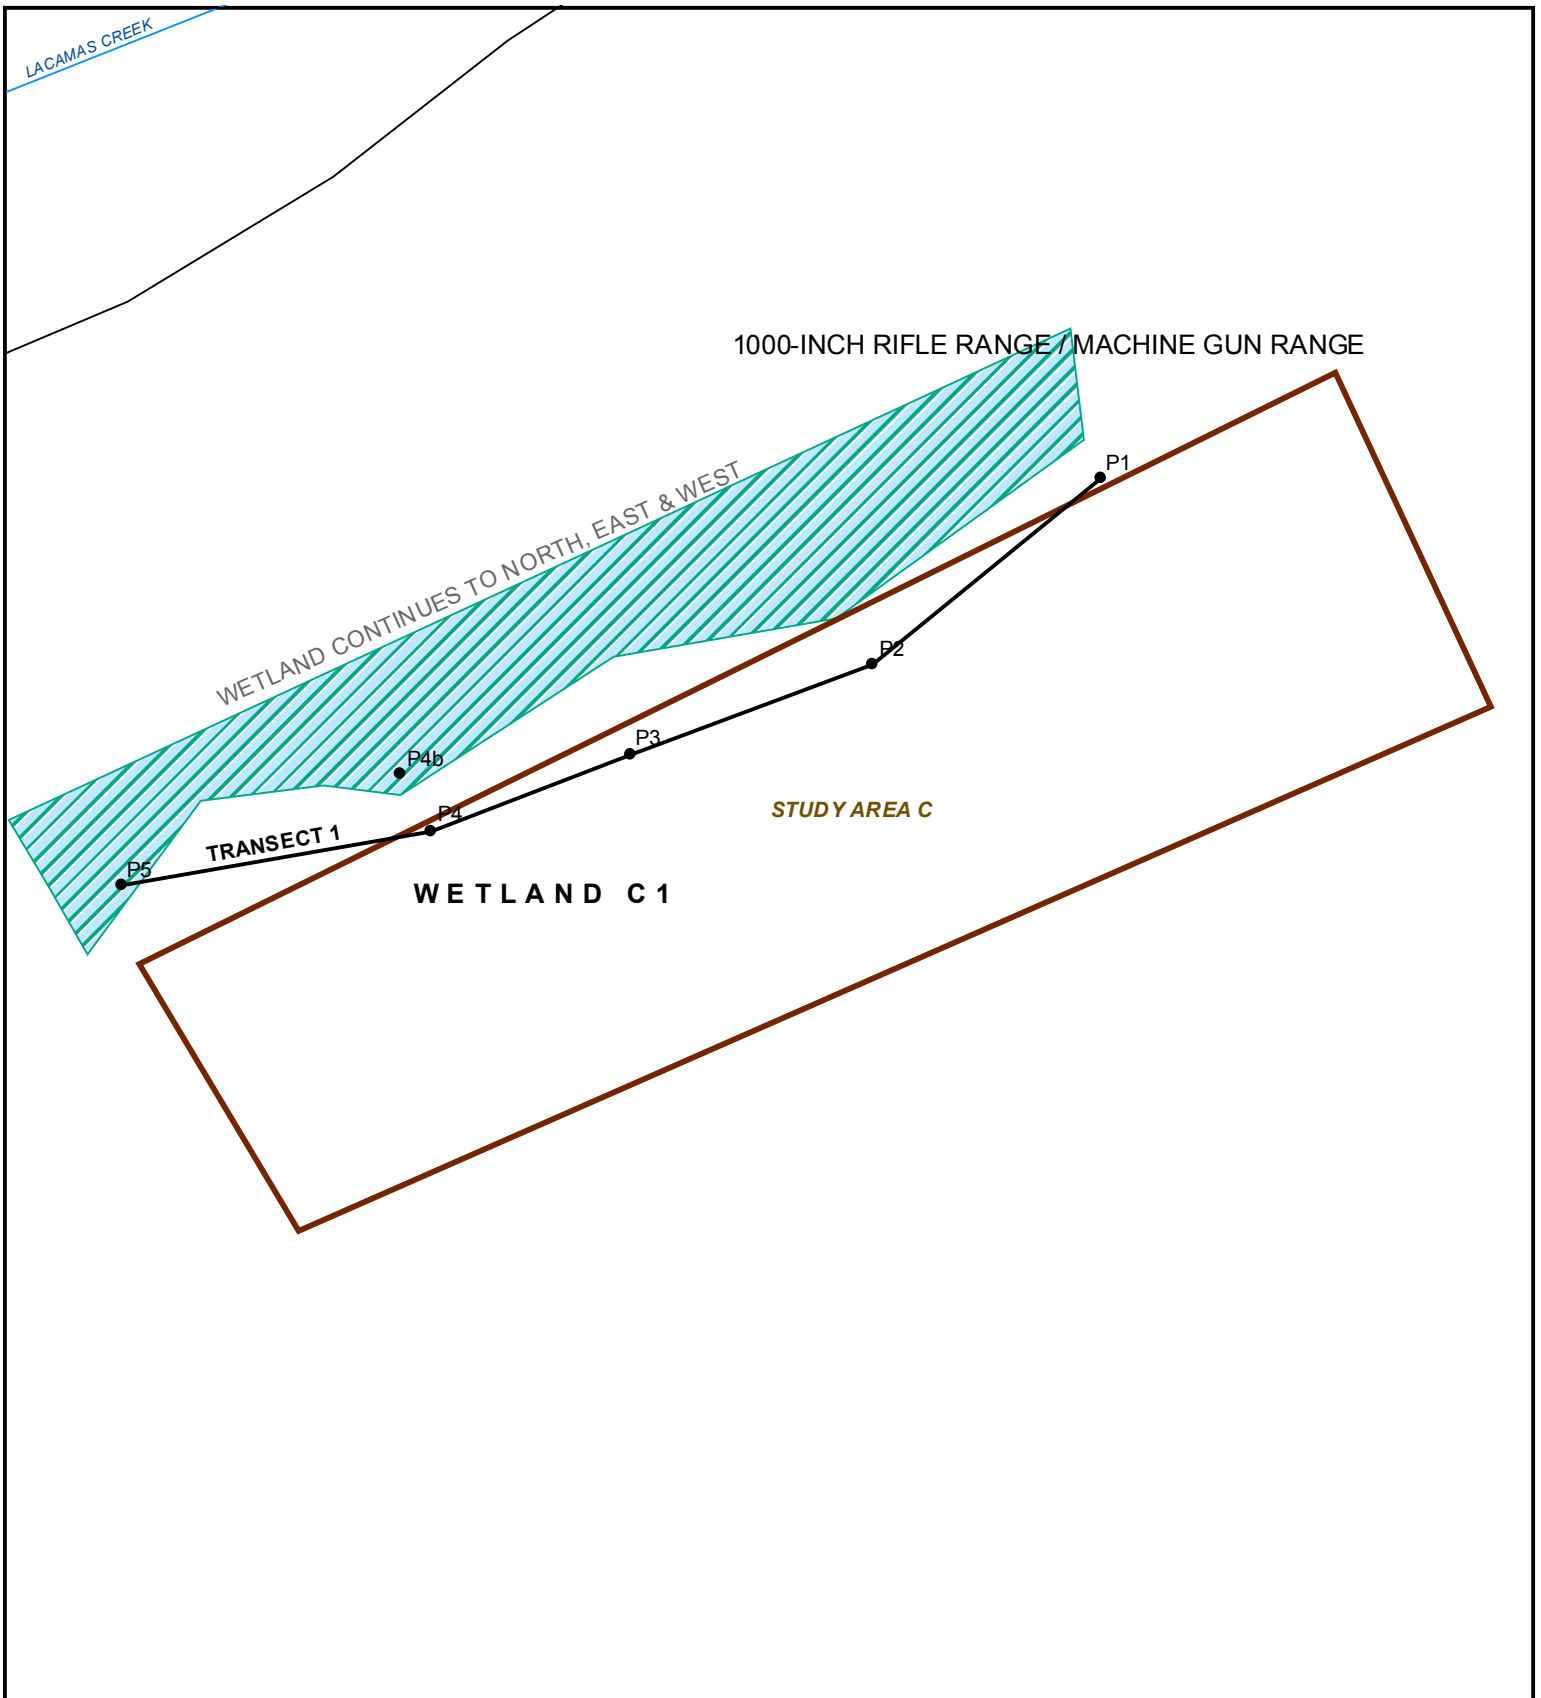 LACAMAS CREEK
1000-INCH RIFLE RANGE / MACHINE GUN RANGE
P1
WETLAND CONTINUES TO NORTH, EAST & WEST
P2
P3
P4b
P4
STUDY AREA C
TRANSECT 1
P5
WETLAND C1